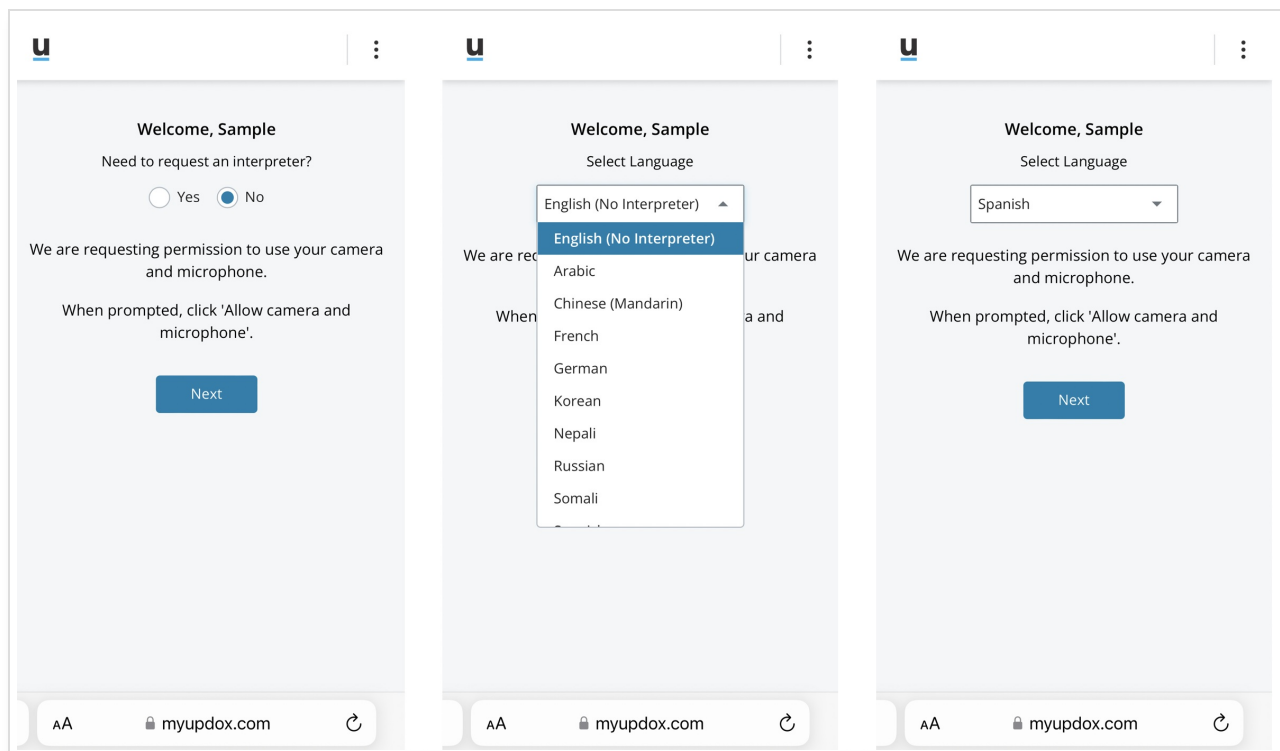 u
Welcome, Sample
Need to request an interpreter?
Yes No
We are requesting permission to use your camera
and microphone.
When prompted, click 'Allow camera and
microphone'.
Next
AA myupdox.com
u
Welcome, Sample
Select Language
English (No Interpreter)
English (No Interpreter)
We are req ur camera
Arabic
Chinese (Mandarin)
When a and
French
German
Korean
Nepali
Russian
Somali
AA myupdox.com
u
Welcome, Sample
Select Language
Spanish
We are requesting permission to use your camera
and microphone.
When prompted, click 'Allow camera and
microphone'.
Next
AA myupdox.com